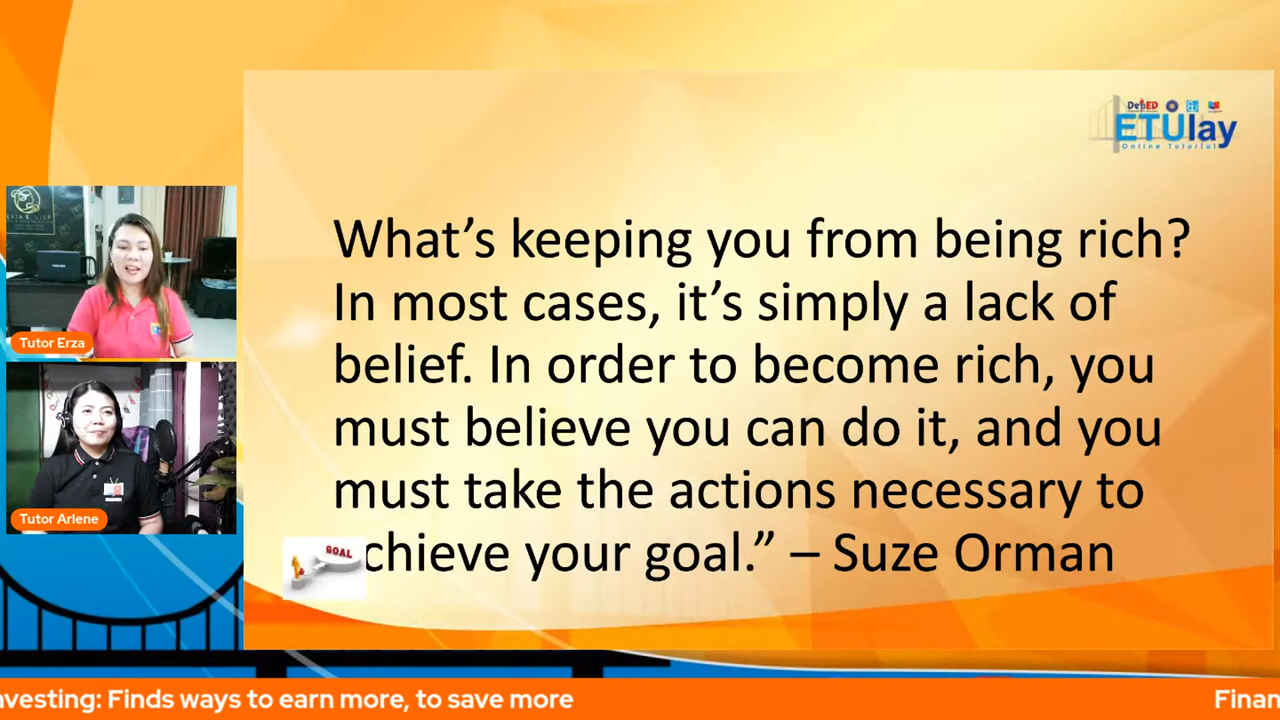 DepED
ETUlay
Online Tutorial
What's keeping you from being rich?
In most cases, it's simply a lack of
belief. In order to become rich, you
must believe you can do it, and you
must take the actions necessary to
chieve your goal.” – Suze Orman
GOAL
Tutor Erza
Tutor Arlene
nvesting: Finds ways to earn more, to save more
Finan